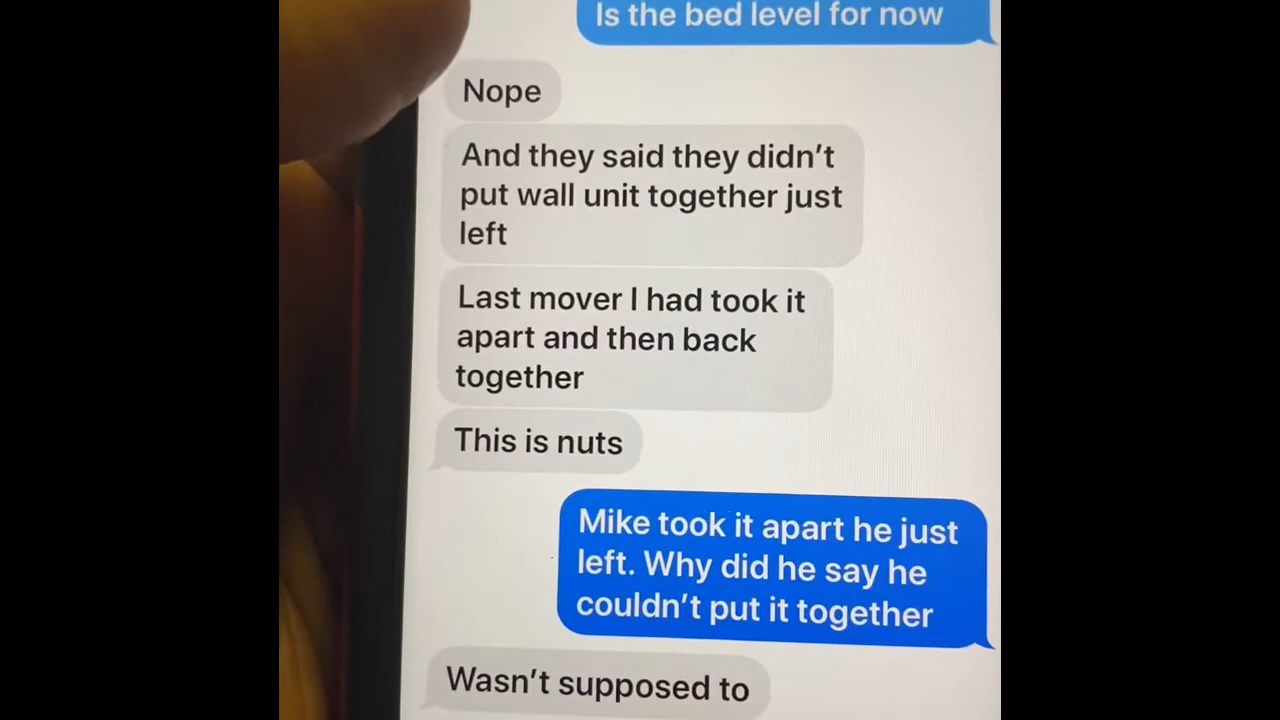 Is the bed level for now
Nope
And they said they didn’t
put wall unit together just
left
Last mover I had took it
apart and then back
together
This is nuts
Mike took it apart he just
left. Why did he say he
couldn’t put it together
Wasn’t supposed to